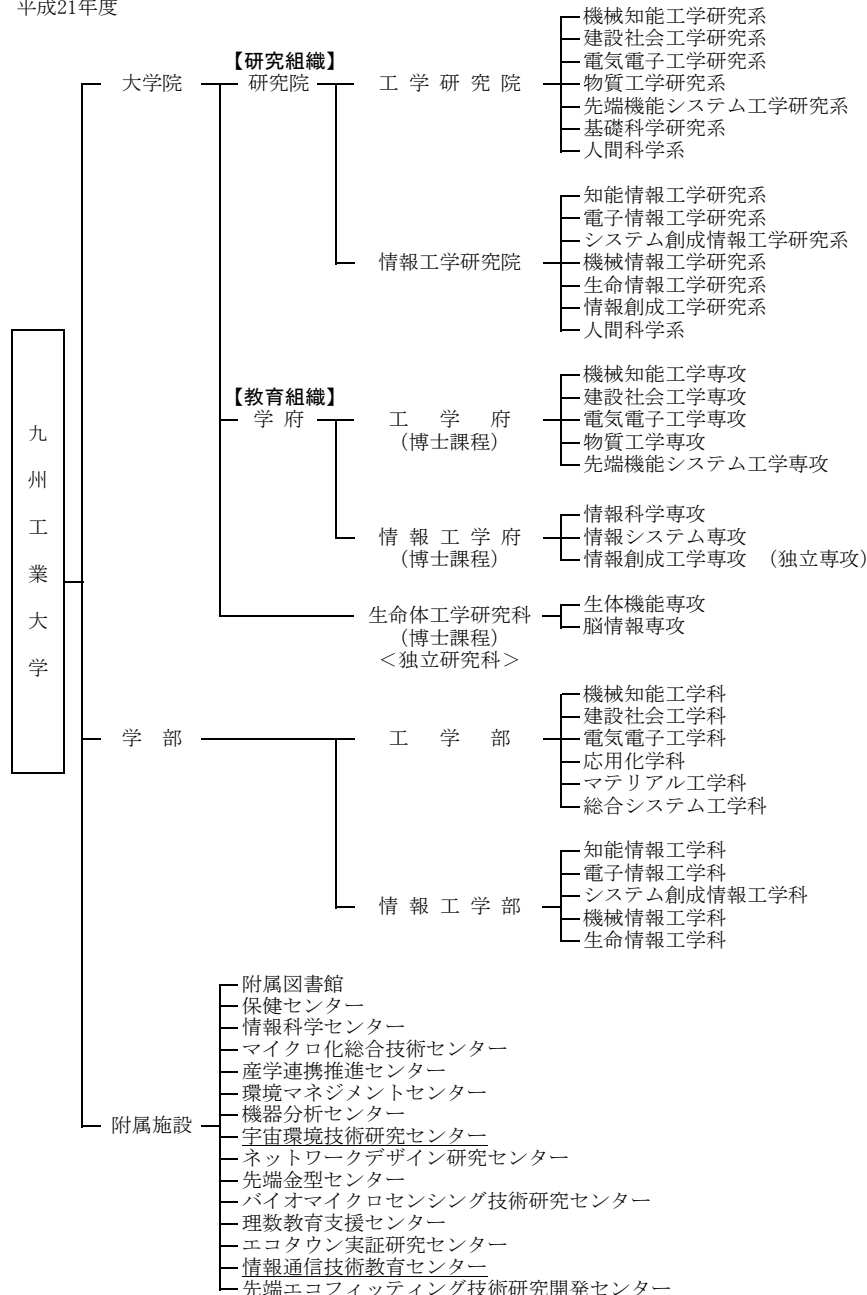 平成21年度
機械知能工学研究系
建設社会工学研究系
【研究組織】
電気電子工学研究系
大学院
研究院
工学研究院
物質工学研究系
先端機能システム工学研究系
基礎科学研究系
人間科学系
知能情報工学研究系
電子情報工学研究系
システム創成情報工学研究系
情報工学研究院
機械情報工学研究系
生命情報工学研究系
情報創成工学研究系
人間科学系
機械知能工学専攻
【教育組織】
建設社会工学専攻
学府
工学府
電気電子工学専攻
(博士課程)
物質工学専攻
先端機能システム工学専攻
情報科学専攻
情報工学府
情報システム専攻
(博士課程)
情報創成工学専攻 (独立専攻)
生命体工学研究科
生体機能専攻
(博士課程)
脳情報専攻
<独立研究科>
九州工業大学
機械知能工学科
建設社会工学科
学部
工学部
電気電子工学科
応用化学科
マテリアル工学科
総合システム工学科
知能情報工学科
電子情報工学科
システム創成情報工学科
情報工学部
機械情報工学科
生命情報工学科
附属施設
附属図書館
保健センター
情報科学センター
マイクロ化総合技術センター
産学連携推進センター
環境マネジメントセンター
機器分析センター
宇宙環境技術研究センター
ネットワークデザイン研究センター
先端金型センター
バイオマイクロセンシング技術研究センター
理数教育支援センター
エコタウン実証研究センター
情報通信技術教育センター
先端エコフィッティング技術研究開発センター